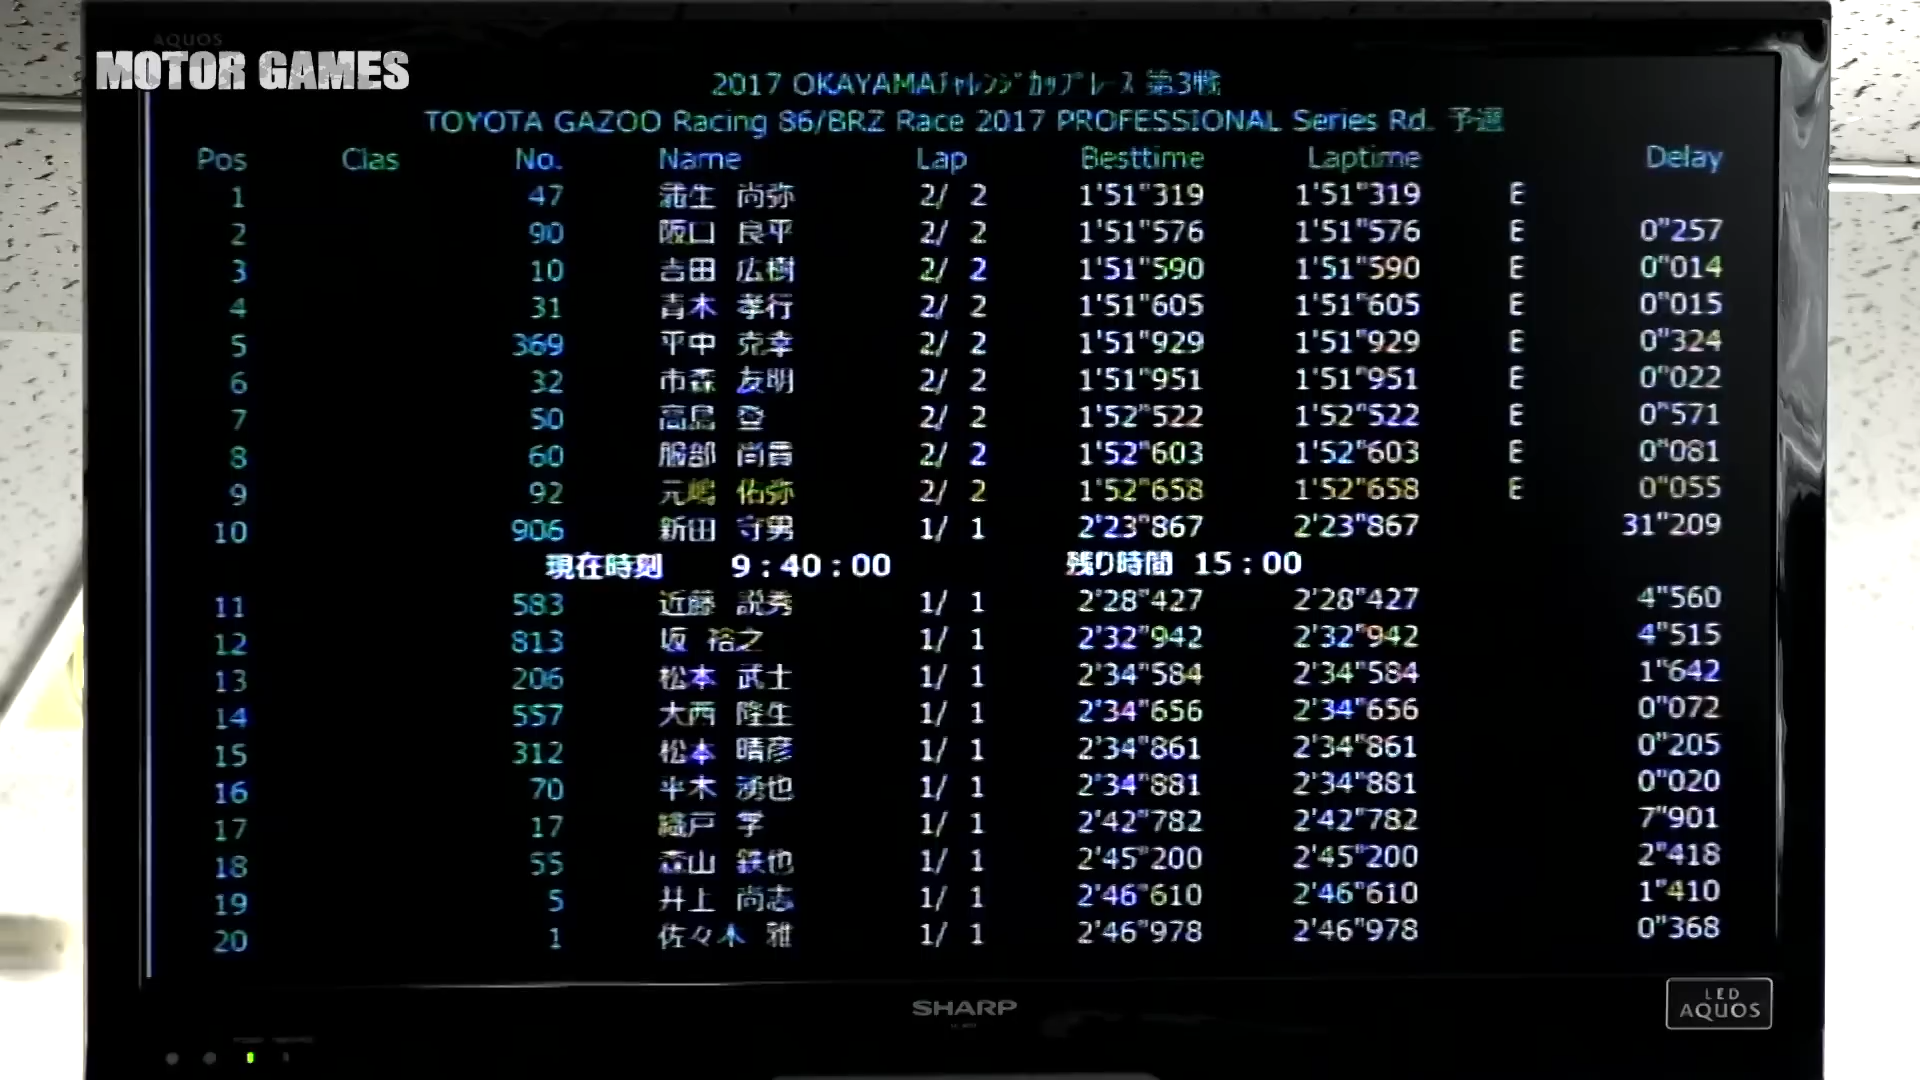 AQUOS
MOTOR GAMES
2017 OKAYAMAﾁｬﾚﾝｼﾞｶｯﾌﾟﾚｰｽ 第3戦
TOYOTA GAZOO Racing 86/BRZ Race 2017 PROFESSIONAL Series Rd. 予選
Pos Clas No. Name Lap Besttime Laptime Delay
1 47 蒲生 尚弥 2/ 2 1'51"319 1'51"319 E
2 90 阪口 良平 2/ 2 1'51"576 1'51"576 E 0"257
3 10 吉田 広樹 2/ 2 1'51"590 1'51"590 E 0"014
4 31 青木 孝行 2/ 2 1'51"605 1'51"605 E 0"015
5 369 平中 克幸 2/ 2 1'51"929 1'51"929 E 0"324
6 32 市森 友明 2/ 2 1'51"951 1'51"951 E 0"022
7 50 高島 登 2/ 2 1'52"522 1'52"522 E 0"571
8 60 服部 尚貴 2/ 2 1'52"603 1'52"603 E 0"081
9 92 元嶋 佑弥 2/ 2 1'52"658 1'52"658 E 0"055
10 906 新田 守男 1/ 1 2'23"867 2'23"867 31"209
現在時刻 9:40:00 残り時間 15:00
11 583 近藤 説秀 1/ 1 2'28"427 2'28"427 4"560
12 813 坂 裕之 1/ 1 2'32"942 2'32"942 4"515
13 206 松本 武士 1/ 1 2'34"584 2'34"584 1"642
14 557 大西 隆生 1/ 1 2'34"656 2'34"656 0"072
15 312 松本 晴彦 1/ 1 2'34"861 2'34"861 0"205
16 70 平木 湧也 1/ 1 2'34"881 2'34"881 0"020
17 17 織戸 学 1/ 1 2'42"782 2'42"782 7"901
18 55 森山 鉄也 1/ 1 2'45"200 2'45"200 2"418
19 5 井上 尚志 1/ 1 2'46"610 2'46"610 1"410
20 1 佐々木 雅 1/ 1 2'46"978 2'46"978 0"368
SHARP
LED
AQUOS